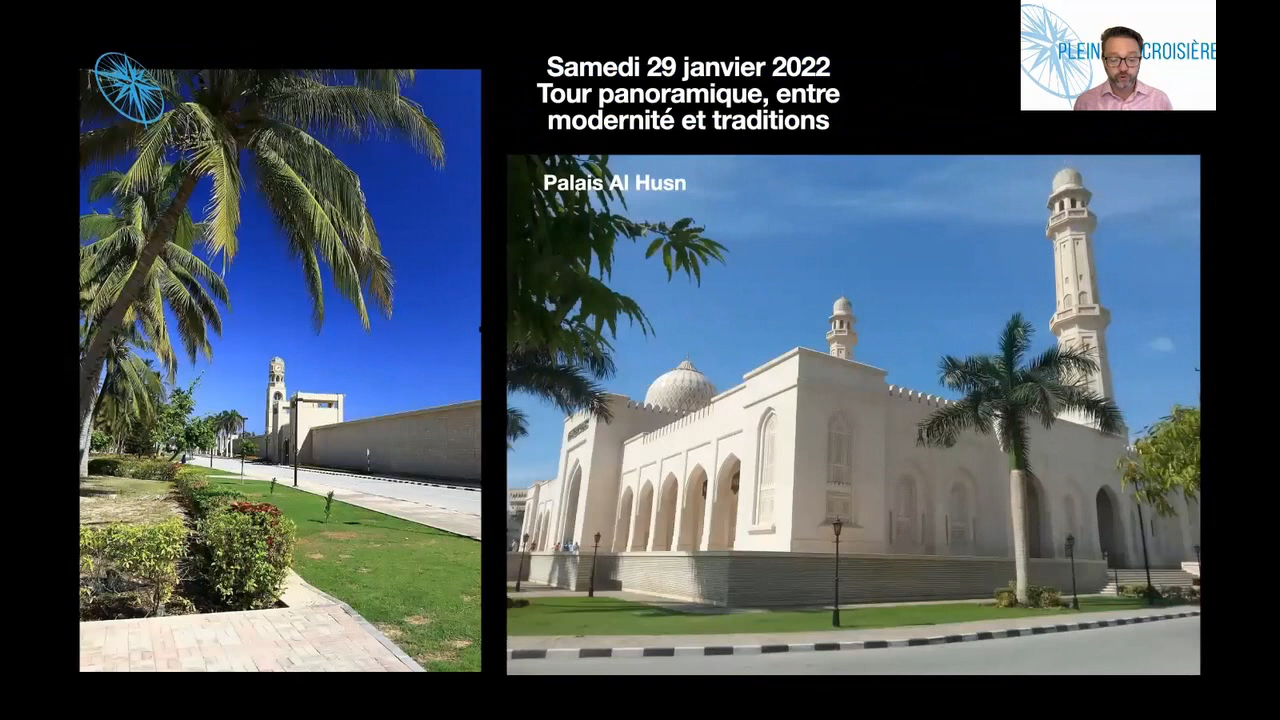 Samedi 29 janvier 2022
Tour panoramique, entre
modernité et traditions
PLEIN CROISIÈRE
Palais Al Husn